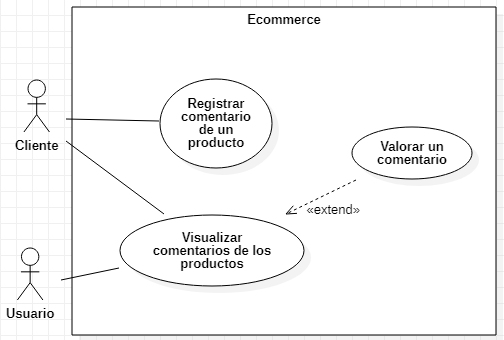 Ecommerce
Registrar
comentario
de un
producto
Cliente
Valorar un
comentario
«extend»
Visualizar
comentarios de los
productos
Usuario